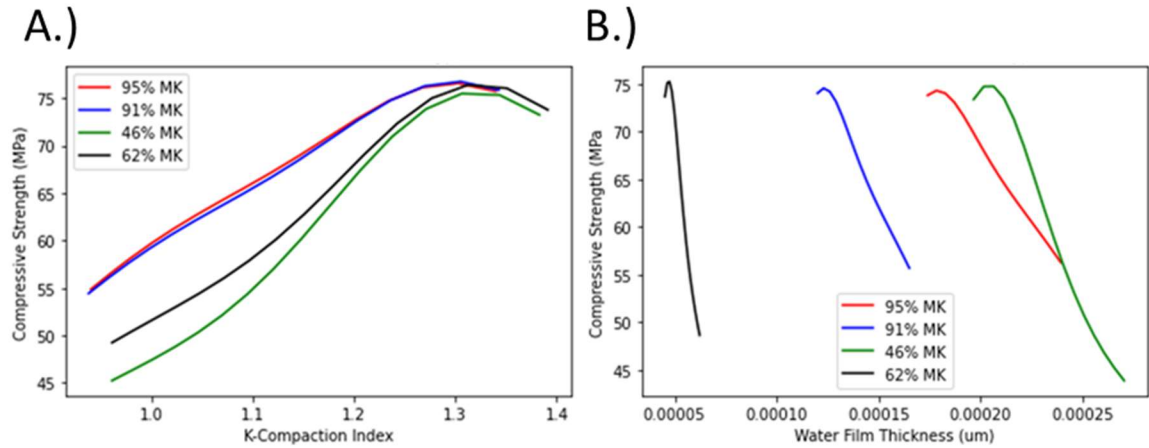 A.)
95% MK
91% MK
46% MK
62% MK
Compressive Strength (MPa)
75
70
65
60
55
50
45
1.0 1.1 1.2 1.3 1.4
K-Compaction Index
B.)
Compressive Strength (MPa
75
70
65
60
55
50
45
95% MK
91% MK
46% MK
62% MK
0.00005 0.00010 0.00015 0.00020 0.00025
Water Film Thickness (um)